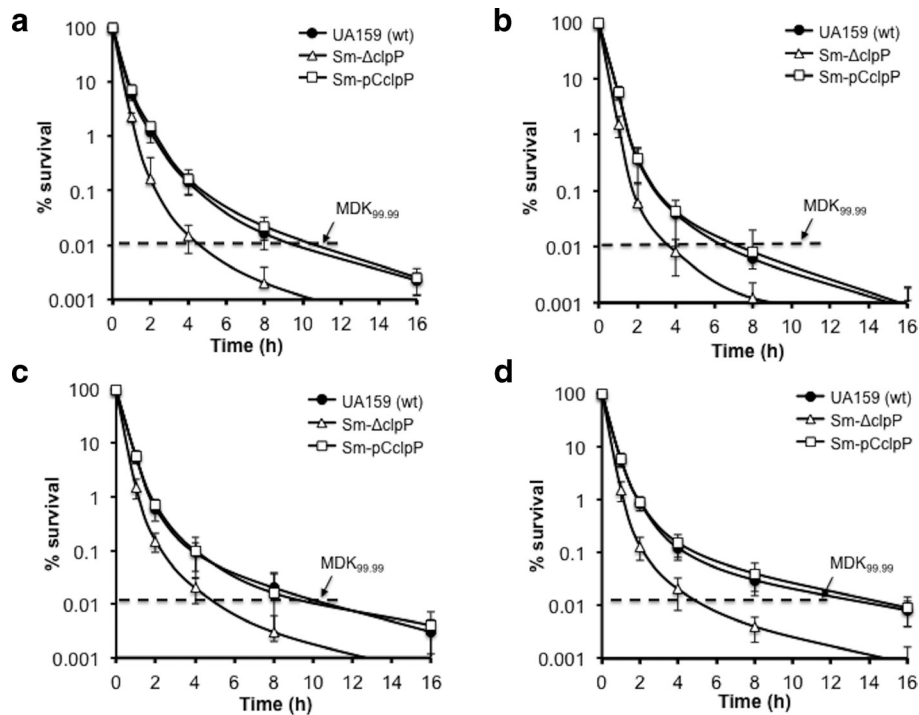 a
100
10
1
0.1
0.01
0.001
% survival
UA159 (wt)
Sm-ΔclpP
Sm-pCclpP
MDK99.99
0 2 4 6 8 10 12 14 16
Time (h)
b
100
10
1
0.1
0.01
0.001
% survival
UA159 (wt)
Sm-ΔclpP
Sm-pCclpP
MDK99.99
0 2 4 6 8 10 12 14 16
Time (h)
c
100
10
1
0.1
0.01
0.001
% survival
UA159 (wt)
Sm-ΔclpP
Sm-pCclpP
MDK99.99
0 2 4 6 8 10 12 14 16
Time (h)
d
100
10
1
0.1
0.01
0.001
% survival
UA159 (wt)
Sm-ΔclpP
Sm-pCclpP
MDK99.99
0 2 4 6 8 10 12 14 16
Time (h)